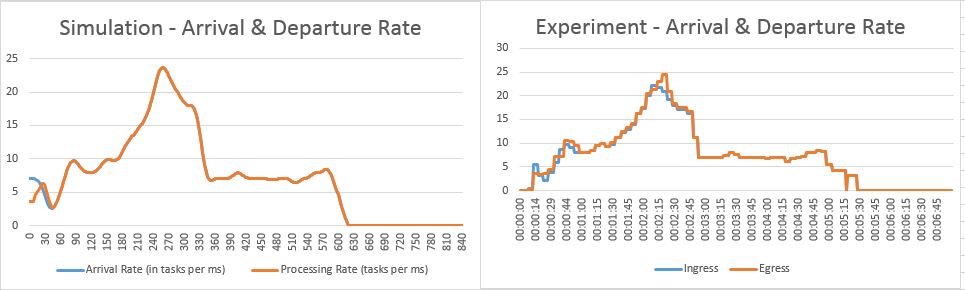 Simulation - Arrival & Departure Rate
25
20
15
10
5
0
0 30 60 90 120 150 180 210 240 270 300 330 360 390 420 450 480 510 540 570 600 630 660 690 720 750 780 810 840
Arrival Rate (in tasks per ms) Processing Rate (tasks per ms)
Experiment - Arrival & Departure Rate
30
25
20
15
10
5
0
00:00:00 00:00:14 00:00:29 00:00:44 00:01:00 00:01:15 00:01:30 00:01:45 00:02:00 00:02:15 00:02:30 00:02:45 00:03:00 00:03:15 00:03:30 00:03:45 00:04:00 00:04:15 00:04:30 00:04:45 00:05:00 00:05:15 00:05:30 00:05:45 00:06:00 00:06:15 00:06:30 00:06:45
Ingress Egress